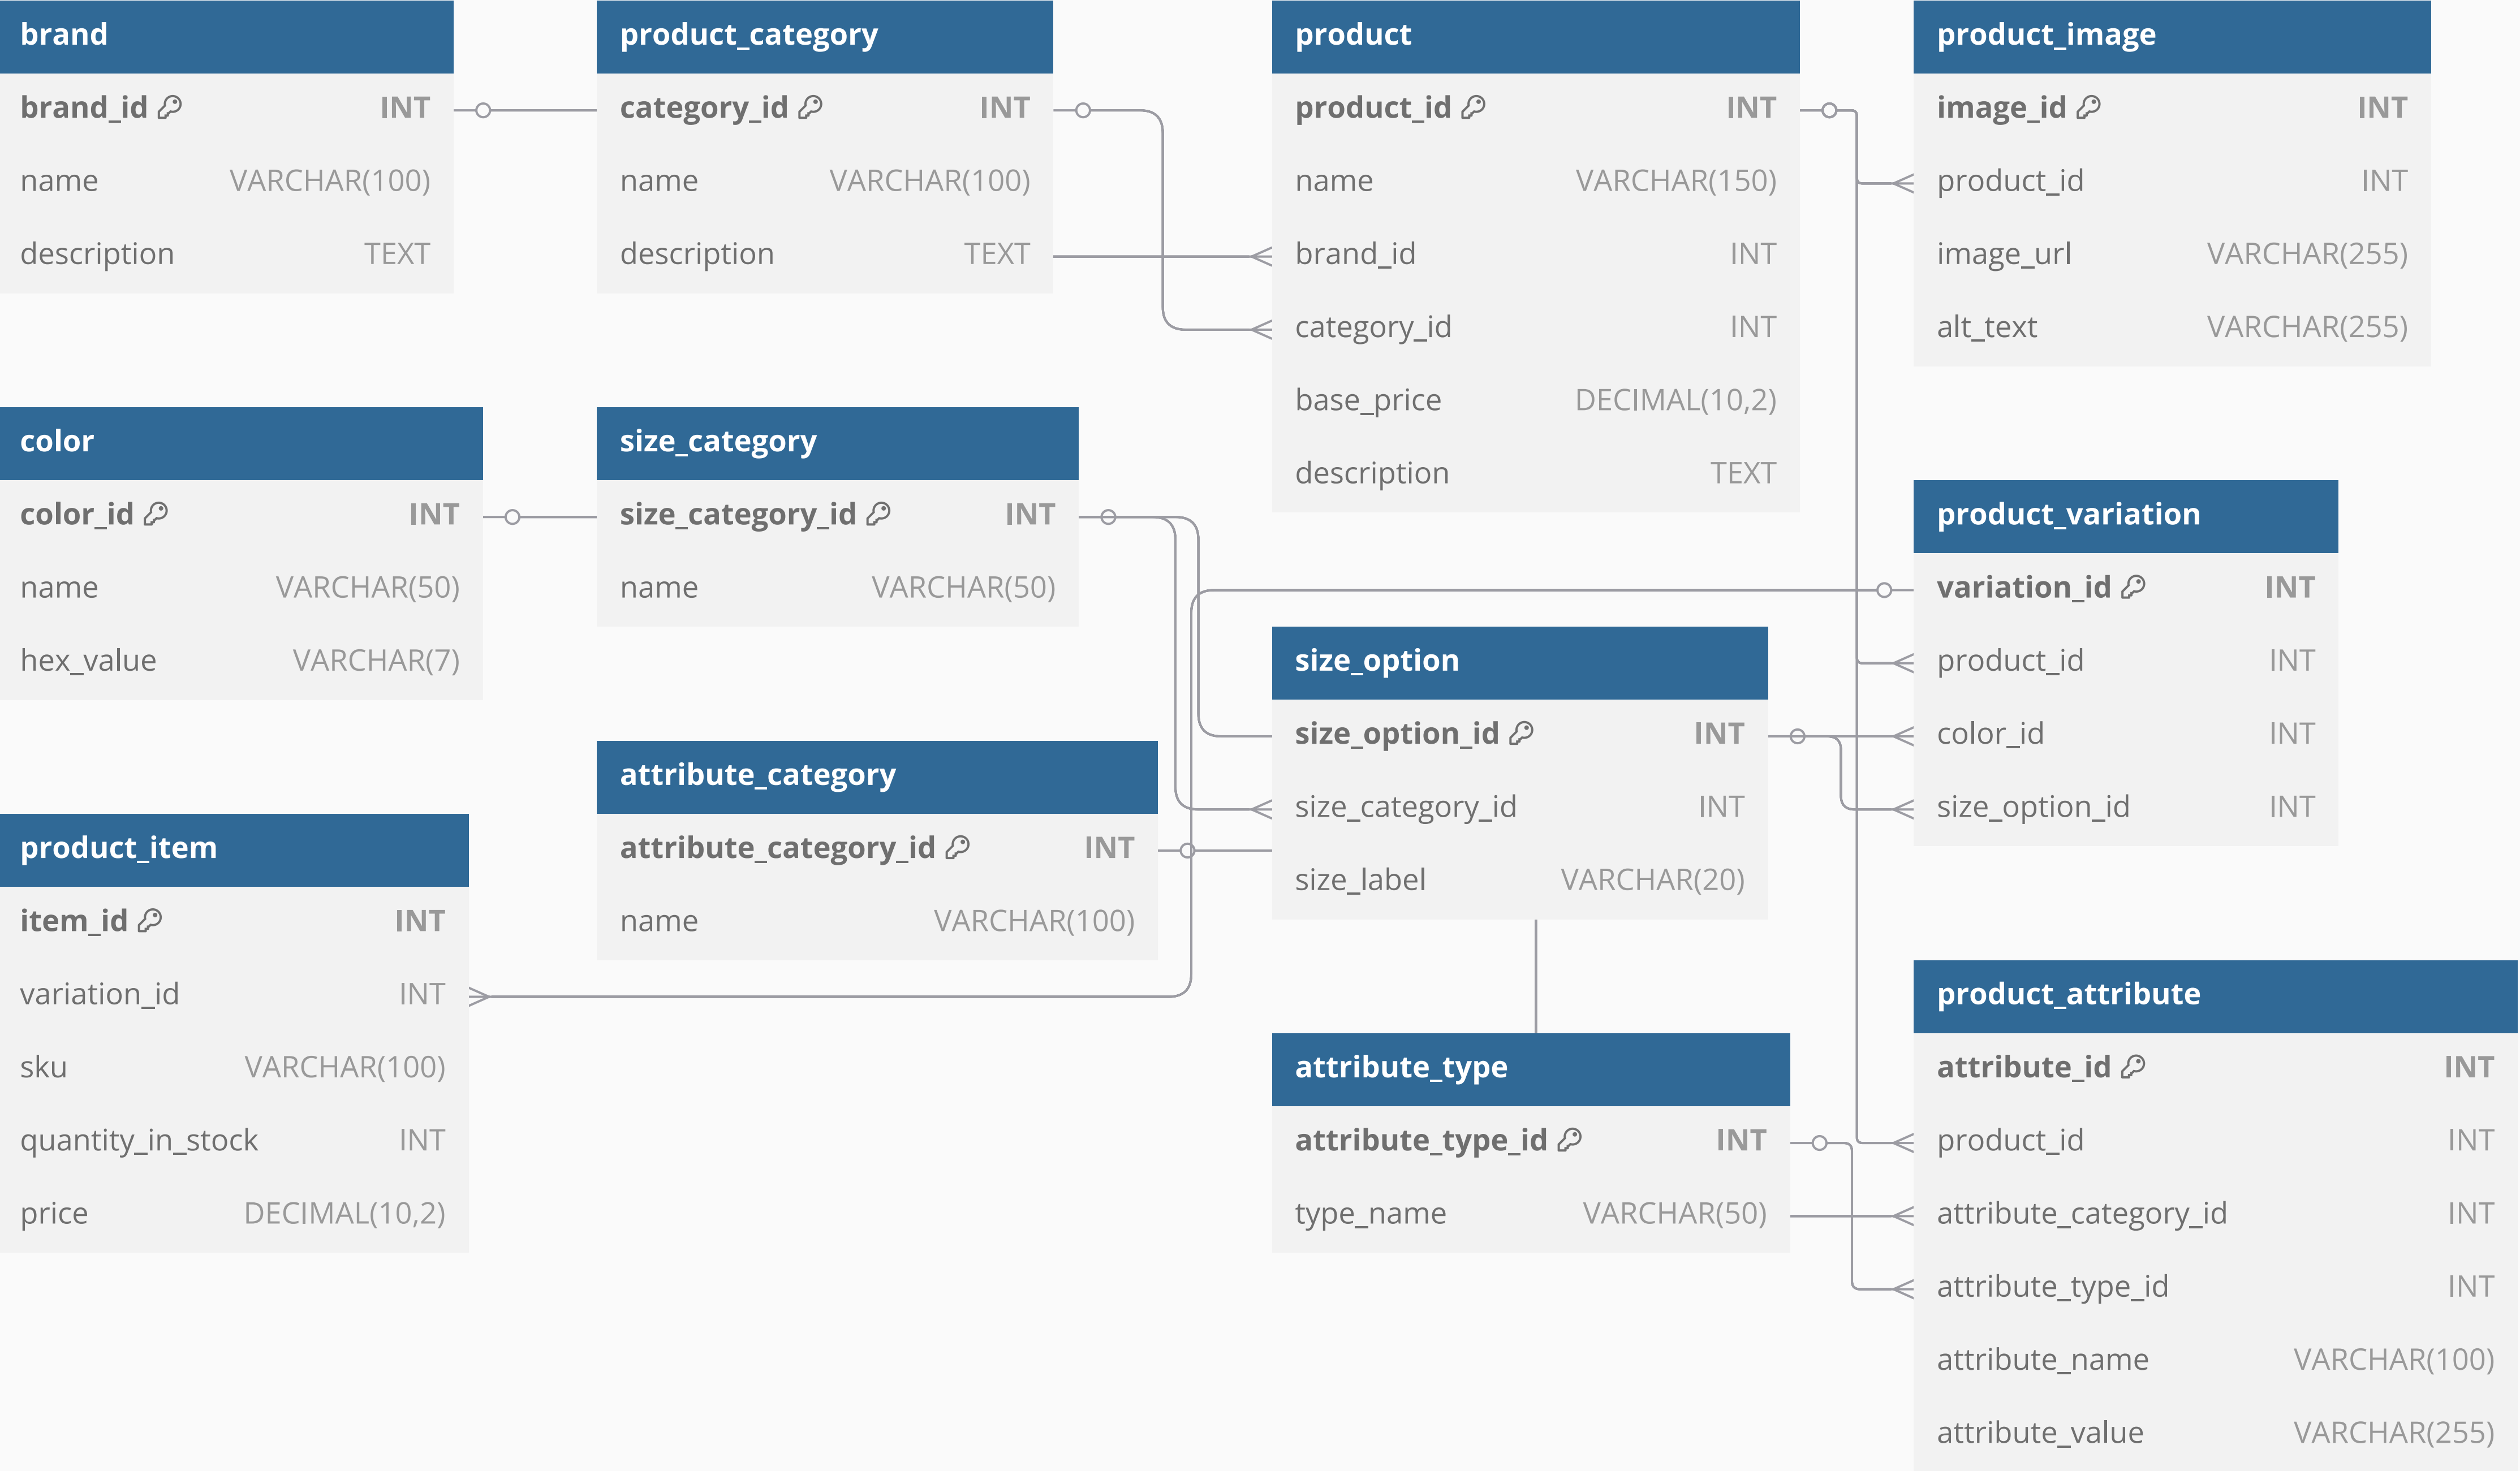 brand
brand_id INT
name VARCHAR(100)
description TEXT
product_category
category_id INT
name VARCHAR(100)
description TEXT
product
product_id INT
name VARCHAR(150)
brand_id INT
category_id INT
base_price DECIMAL(10,2)
description TEXT
product_image
image_id INT
product_id INT
image_url VARCHAR(255)
alt_text VARCHAR(255)
color
color_id INT
name VARCHAR(50)
hex_value VARCHAR(7)
size_category
size_category_id INT
name VARCHAR(50)
product_variation
variation_id INT
product_id INT
color_id INT
size_option_id INT
size_option
size_option_id INT
size_category_id INT
size_label VARCHAR(20)
attribute_category
attribute_category_id INT
name VARCHAR(100)
product_item
item_id INT
variation_id INT
sku VARCHAR(100)
quantity_in_stock INT
price DECIMAL(10,2)
attribute_type
attribute_type_id INT
type_name VARCHAR(50)
product_attribute
attribute_id INT
product_id INT
attribute_category_id INT
attribute_type_id INT
attribute_name VARCHAR(100)
attribute_value VARCHAR(255)